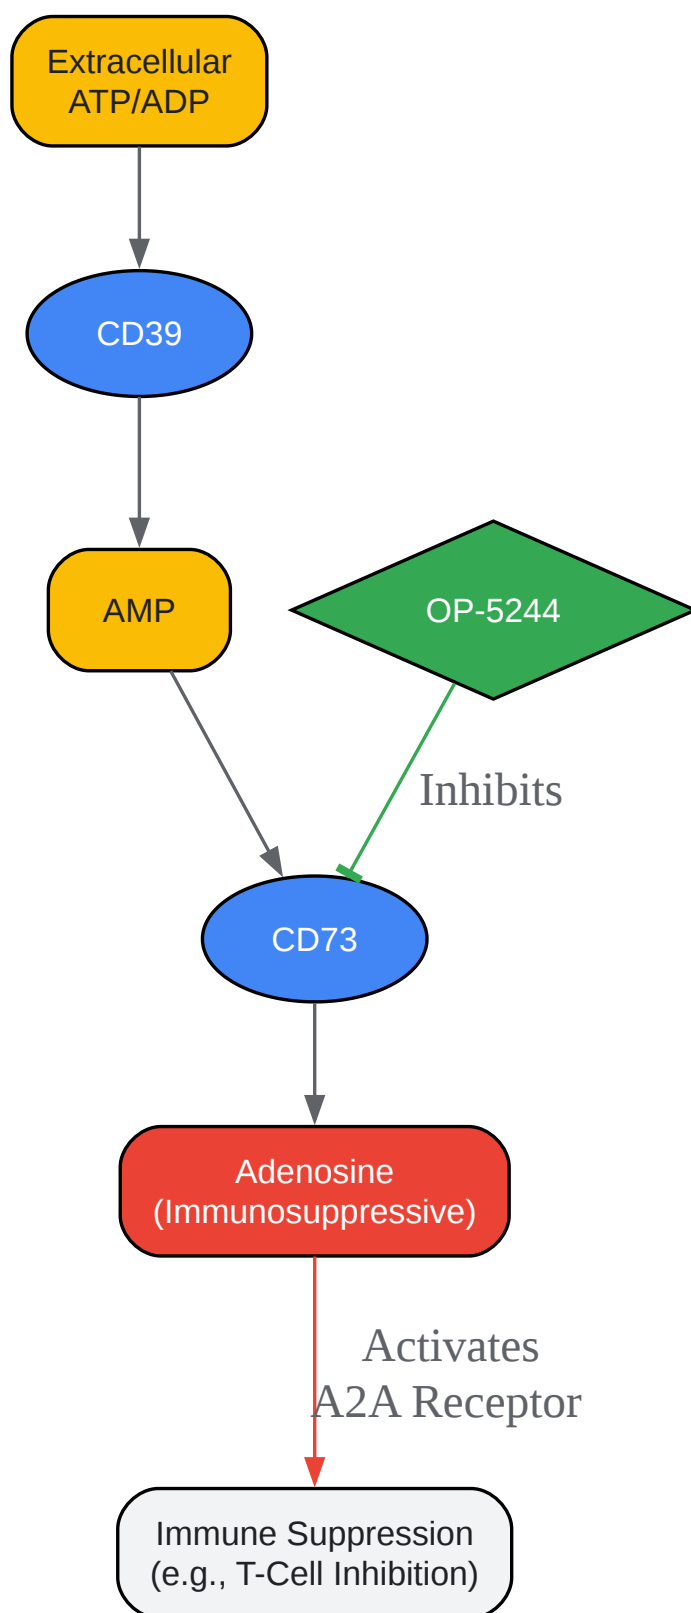 Extracellular
ATP/ADP
CD39
AMP
OP-5244
Inhibits
CD73
Adenosine
(Immunosuppressive)
Activates
A2A Receptor
Immune Suppression
(e.g., T-Cell Inhibition)